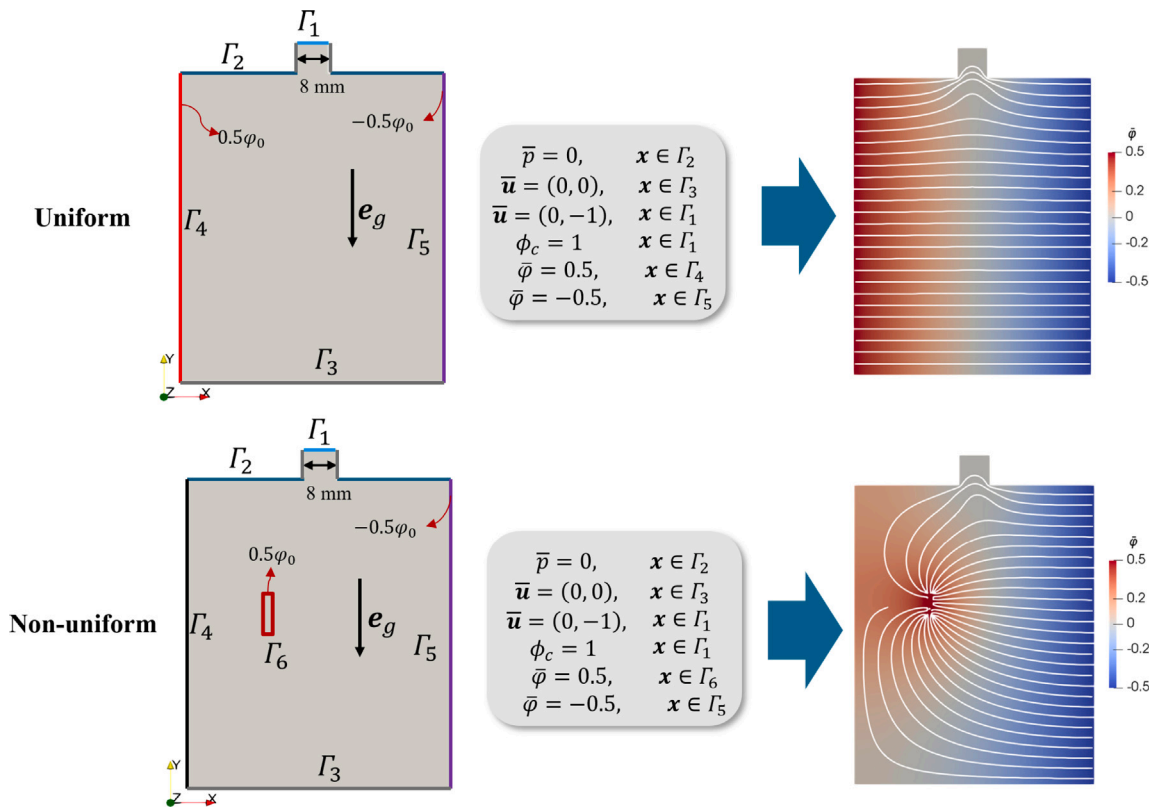 Uniform
Γ1
Γ2
8 mm
0.5φ0
−0.5φ0
Γ4
e_g
Γ5
Γ3
Y
Z
X
p̅ = 0, x ∈ Γ2
u̅ = (0, 0), x ∈ Γ3
u̅ = (0, −1), x ∈ Γ1
ϕc = 1 x ∈ Γ1
φ̅ = 0.5, x ∈ Γ4
φ̅ = −0.5, x ∈ Γ5
φ̅
0.5
0.2
0
-0.2
-0.5
Non-uniform
Γ1
Γ2
8 mm
−0.5φ0
0.5φ0
Γ4
e_g
Γ5
Γ6
Γ3
Y
Z
X
p̅ = 0, x ∈ Γ2
u̅ = (0, 0), x ∈ Γ3
u̅ = (0, −1), x ∈ Γ1
ϕc = 1 x ∈ Γ1
φ̅ = 0.5, x ∈ Γ6
φ̅ = −0.5, x ∈ Γ5
φ̅
0.5
0.2
0
-0.2
-0.5